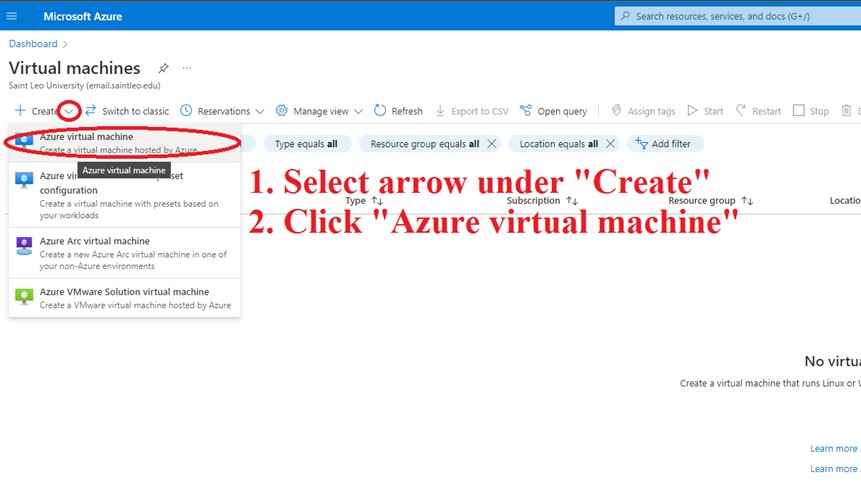 Microsoft Azure
Search resources, services, and docs (G+/)
Dashboard
Virtual machines
Saint Leo University (email.saintleo.edu)
Create Switch to classic Reservations Manage view Refresh Export to CSV Open query Assign tags Start Restart Stop
Azure virtual machine
Create a virtual machine hosted by Azure
Type equals all Resource group equals all Location equals all Add filter
Azure virtual machine
Azure
configuration
Create a virtual machine with presets based on
your workloads
1. Select arrow under "Create"
Type Subscription Resource group
2. Click "Azure virtual machine"
Azure Arc virtual machine
Create a new Azure Arc virtual machine in one of
your non-Azure environments
Azure VMware Solution virtual machine
Create a VMware virtual machine hosted by Azure
No
Create a virtual machine that runs Linux or
Learn more
Learn more